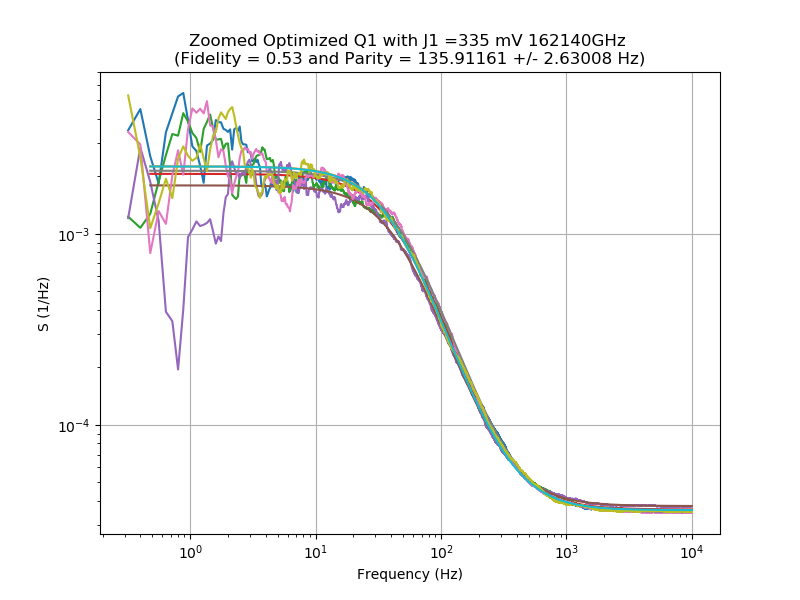 Zoomed Optimized Q1 with J1 =335 mV 162140GHz
(Fidelity = 0.53 and Parity = 135.91161 +/- 2.63008 Hz)
S (1/Hz)
10⁻³
10⁻⁴
10⁰ 10¹ 10² 10³ 10⁴
Frequency (Hz)